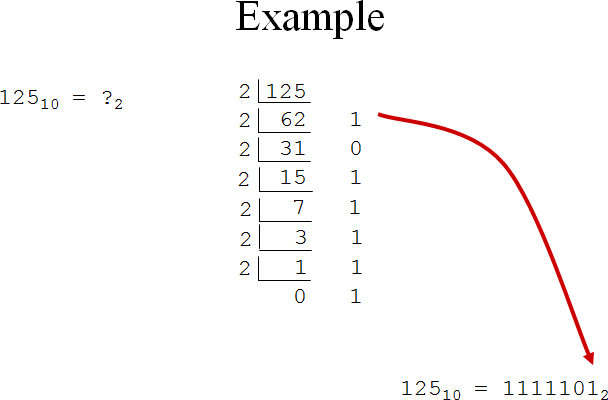 Example
125₁₀ = ?₂
2 125
2 62 1
2 31 0
2 15 1
2 7 1
2 3 1
2 1 1
0 1
125₁₀ = 1111101₂